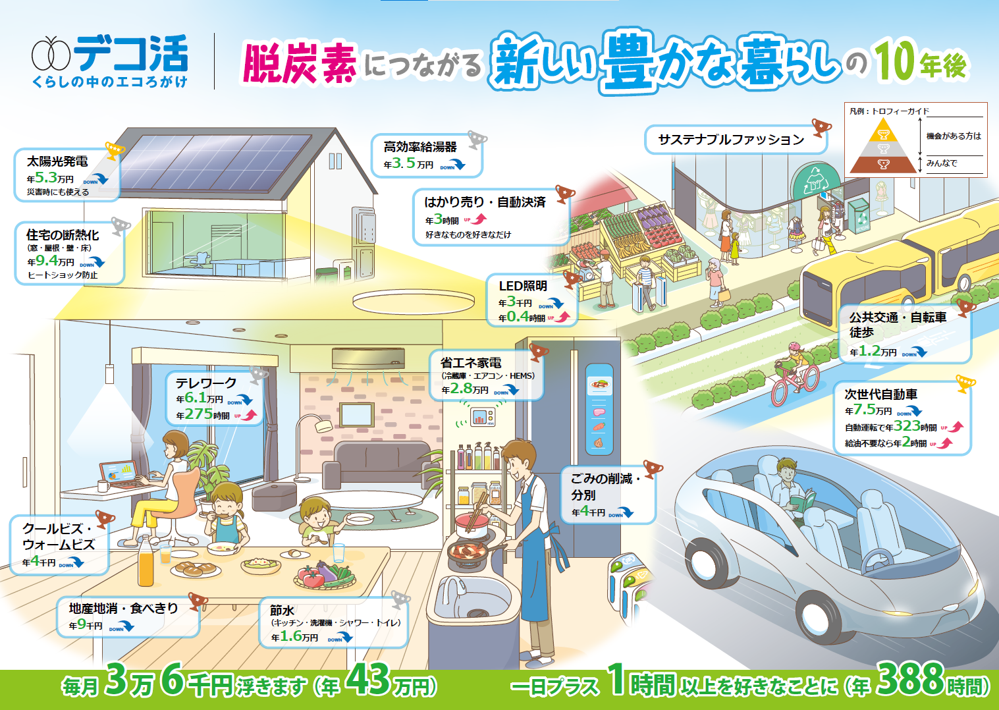 デコ活
くらしの中のエコろがけ
脱炭素につながる新しい豊かな暮らしの10年後
凡例：トロフィーガイド
機会がある方は
みんなで
太陽光発電
年5.3万円 DOWN
災害時にも使える
高効率給湯器
年3.5万円 DOWN
サステナブルファッション
住宅の断熱化
（窓・屋根・壁・床）
年9.4万円 DOWN
ヒートショック防止
はかり売り・自動決済
年3時間 UP
好きなものを好きなだけ
LED照明
年3千円 DOWN
年0.4時間 UP
公共交通・自転車
徒歩
年1.2万円 DOWN
テレワーク
年6.1万円 DOWN
年275時間 UP
省エネ家電
（冷蔵庫・エアコン・HEMS）
年2.8万円 DOWN
HEMS
次世代自動車
年7.5万円 DOWN
自動運転で年323時間 UP
給油不要なら年2時間 UP
ごみの削減・
分別
年4千円 DOWN
クールビズ・
ウォームビズ
年4千円 DOWN
地産地消・食べきり
年9千円 DOWN
節水
（キッチン・洗濯機・シャワー・トイレ）
年1.6万円 DOWN
毎月3万6千円浮きます（年43万円）
一日プラス1時間以上を好きなことに（年388時間）